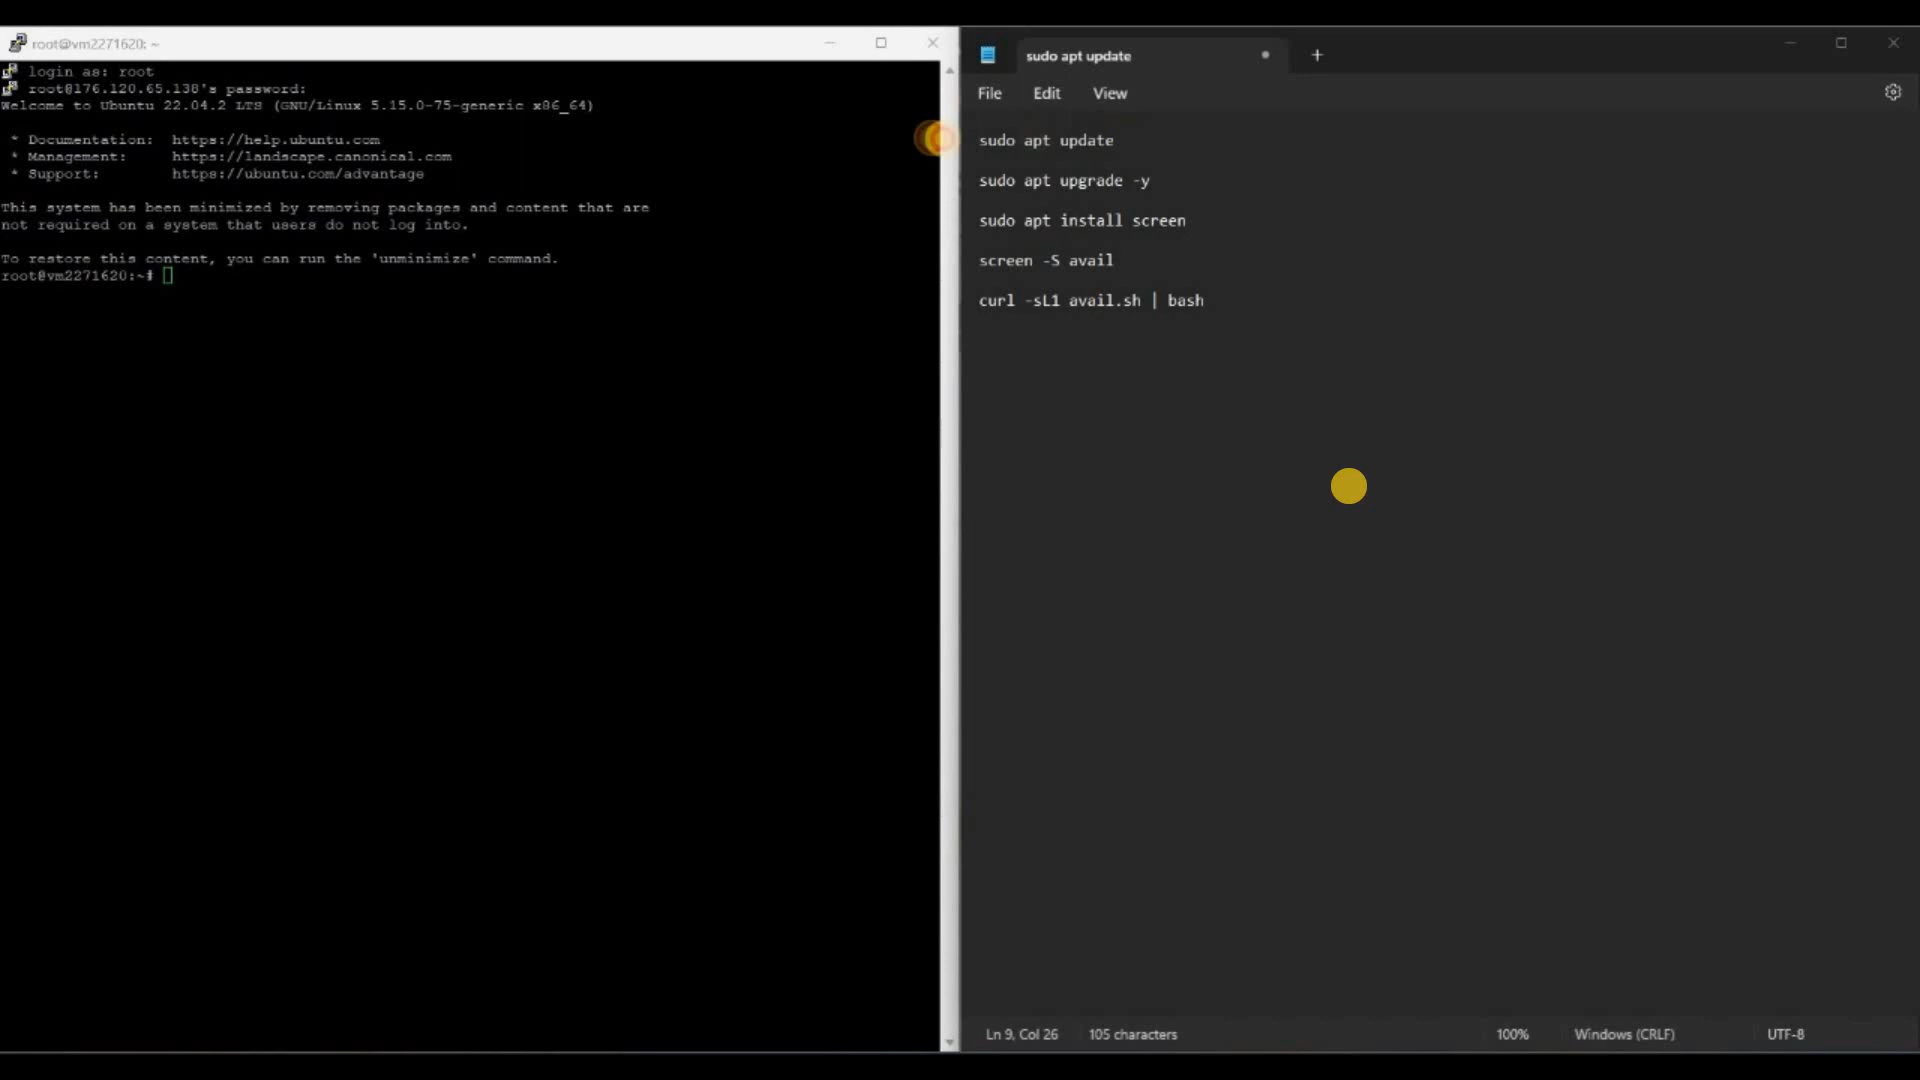 root@vm2271620: ~
login as: root
root@176.120.65.138's password:
Welcome to Ubuntu 22.04.2 LTS (GNU/Linux 5.15.0-75-generic x86_64)
* Documentation: https://help.ubuntu.com
* Management: https://landscape.canonical.com
* Support: https://ubuntu.com/advantage
This system has been minimized by removing packages and content that are
not required on a system that users do not log into.
To restore this content, you can run the 'unminimize' command.
root@vm2271620:~#
sudo apt update
File Edit View
sudo apt update
sudo apt upgrade -y
sudo apt install screen
screen -S avail
curl -sL1 avail.sh | bash
Ln 9, Col 26 105 characters 100% Windows (CRLF) UTF-8